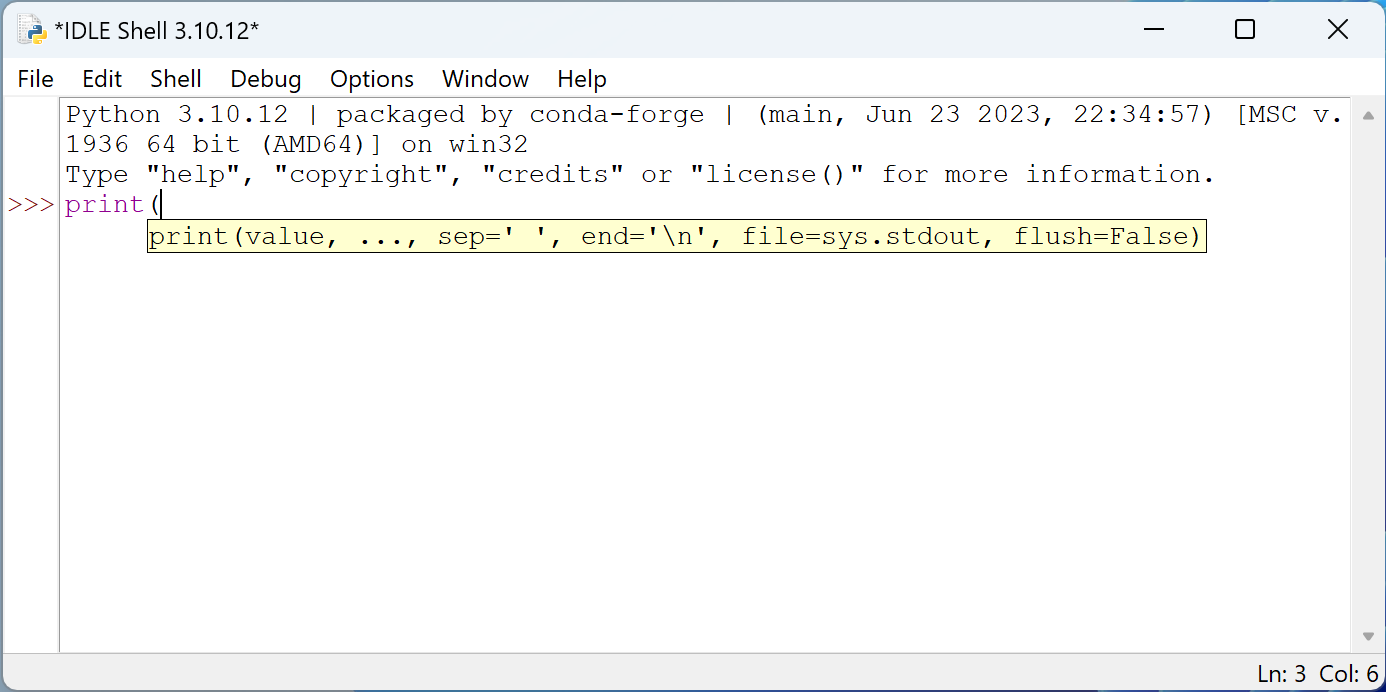 *IDLE Shell 3.10.12*
File Edit Shell Debug Options Window Help
Python 3.10.12 | packaged by conda-forge | (main, Jun 23 2023, 22:34:57) [MSC v.
1936 64 bit (AMD64)] on win32
Type "help", "copyright", "credits" or "license()" for more information.
>>> print(
print(value, ..., sep=' ', end='\n', file=sys.stdout, flush=False)
Ln: 3 Col: 6